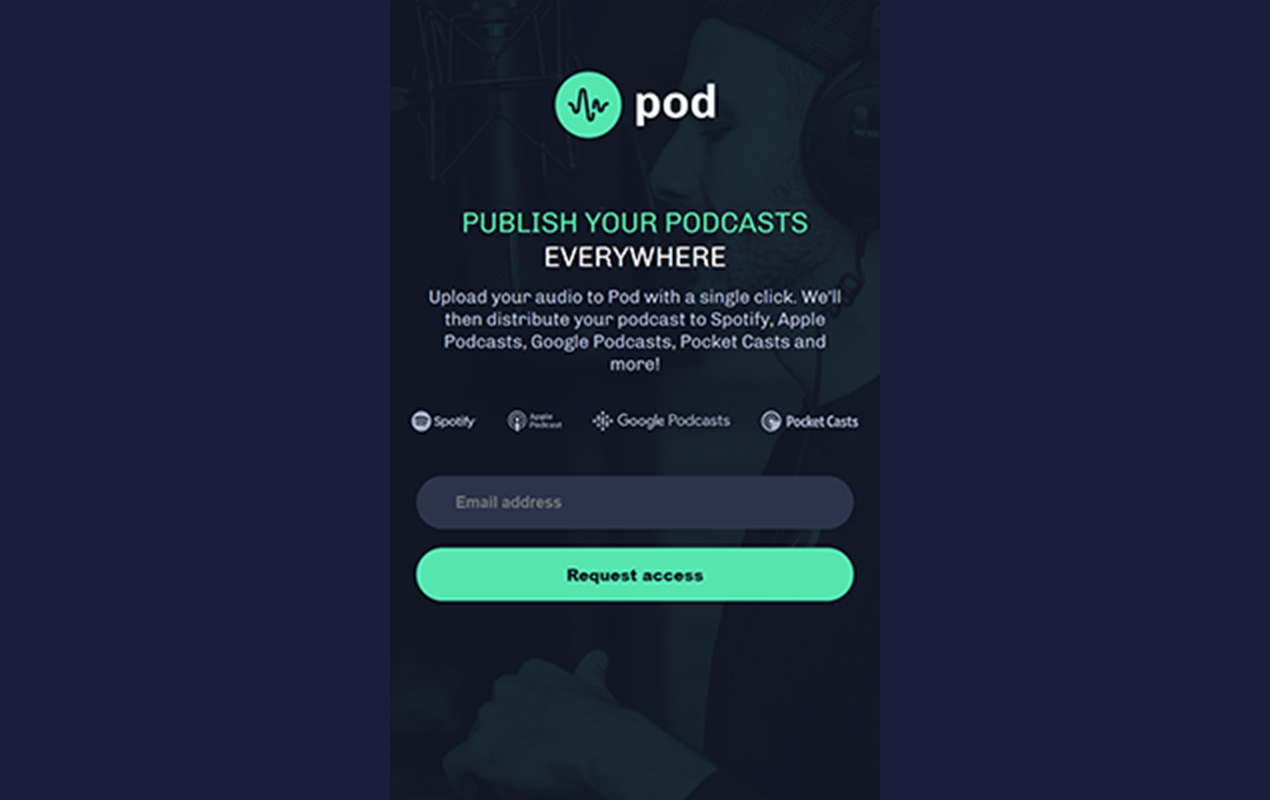 pod
PUBLISH YOUR PODCASTS
EVERYWHERE
Upload your audio to Pod with a single click. We'll
then distribute your podcast to Spotify, Apple
Podcasts, Google Podcasts, Pocket Casts and
more!
Spotify
Apple
Podcast
Google Podcasts
Pocket Casts
Email address
Request access